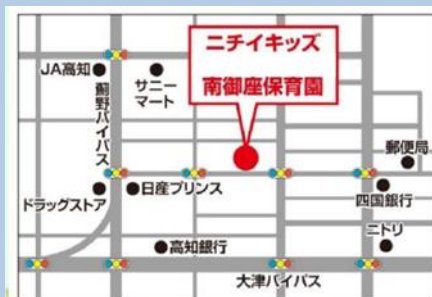 ニチイキッズ
南御座保育園
JA高知
サニー
マート
薊野バイパス
郵便局
ドラッグストア
日産プリンス
四国銀行
高知銀行
ニトリ
大津バイパス